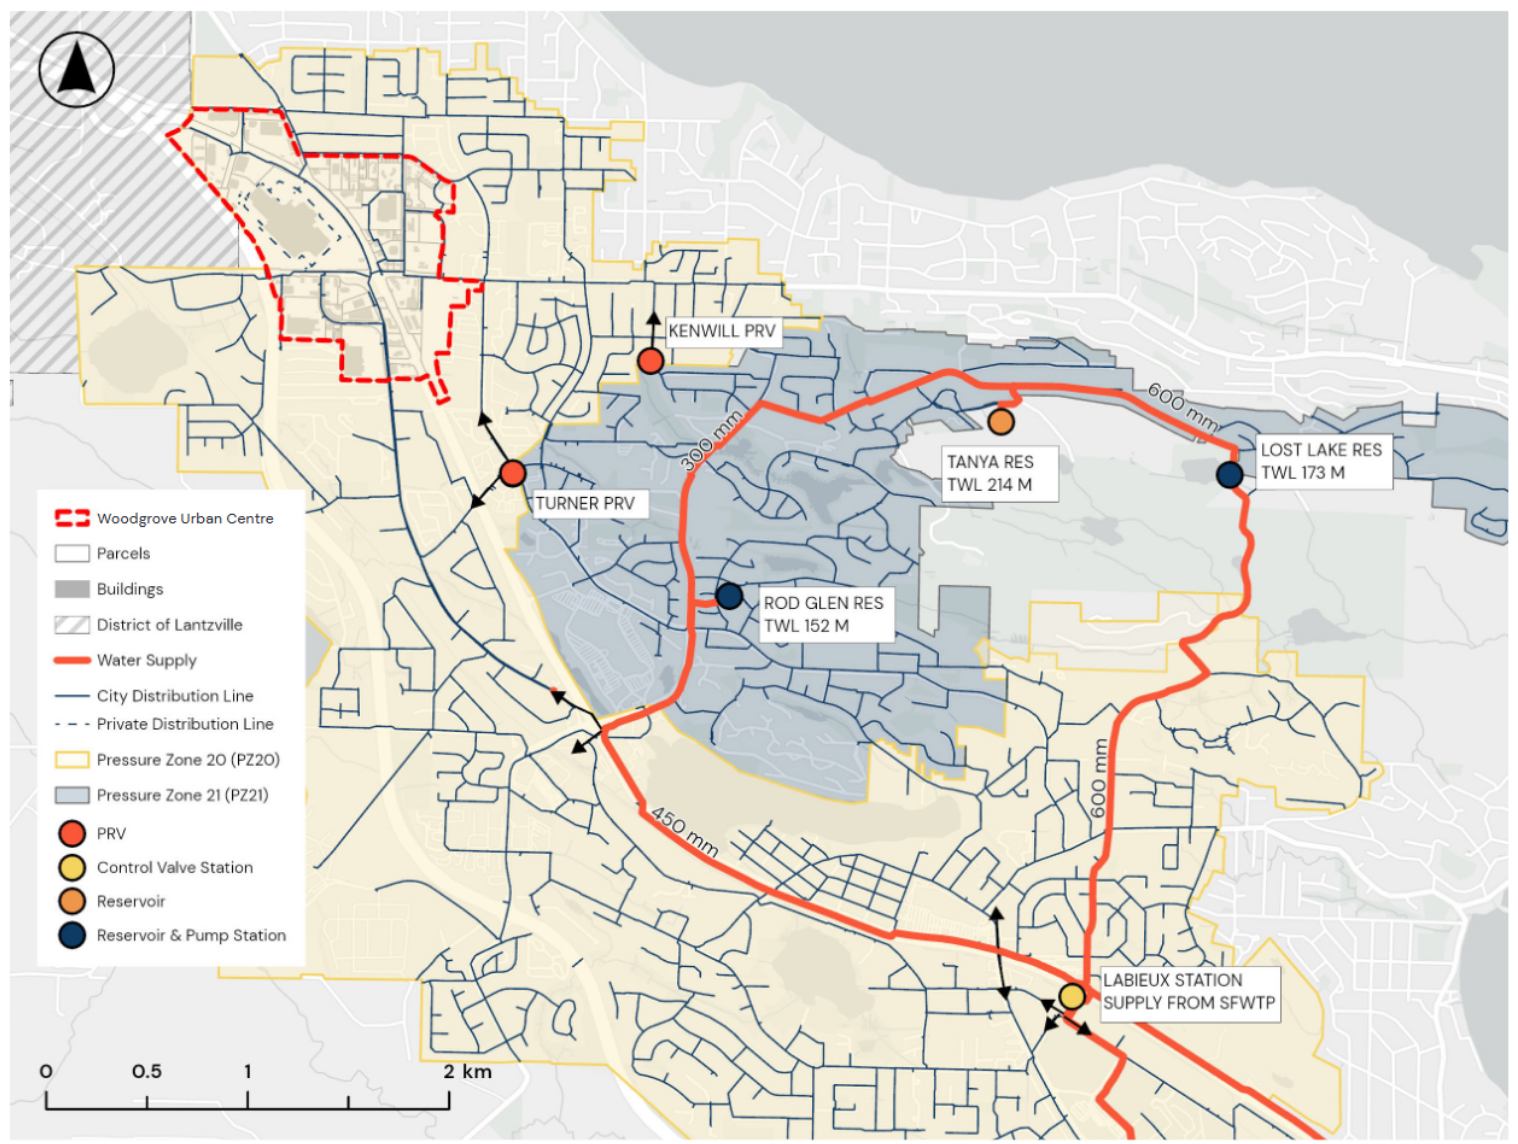 KENWILL PRV
600 mm
300 mm
LOST LAKE RES
TWL 173 M
TANYA RES
TWL 214 M
TURNER PRV
ROD GLEN RES
TWL 152 M
Woodgrove Urban Centre
Parcels
Buildings
District of Lantzville
Water Supply
City Distribution Line
Private Distribution Line
Pressure Zone 20 (PZ20)
Pressure Zone 21 (PZ21)
PRV
Control Valve Station
Reservoir
Reservoir & Pump Station
600 mm
450 mm
LABIEUX STATION
SUPPLY FROM SFWTP
0 0.5 1 2 km